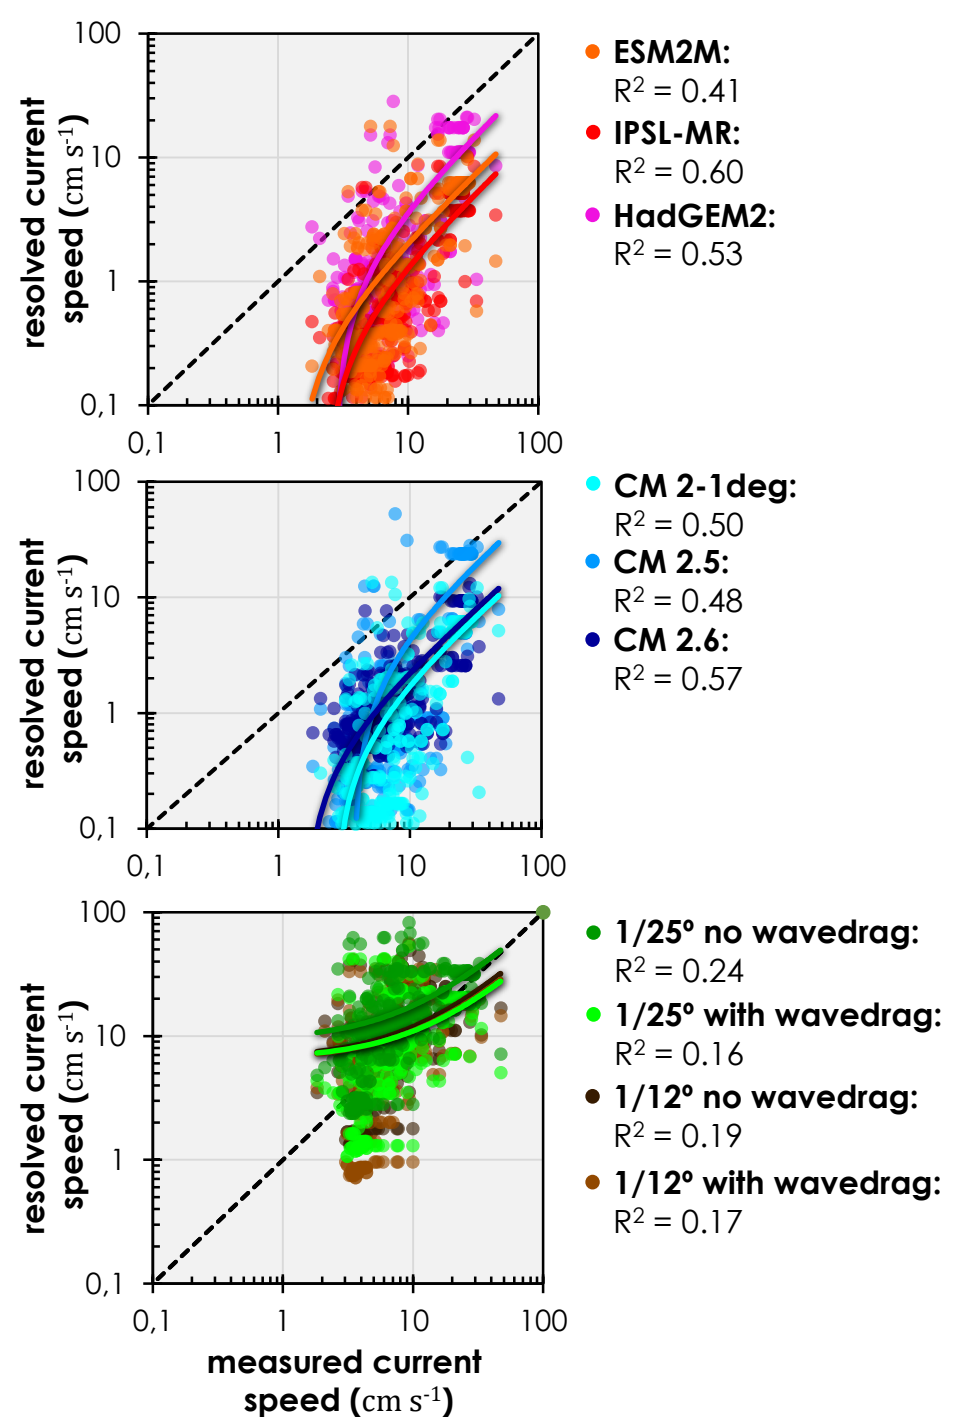 100
10
1
0,1
0,1
1
10
100
resolved current
speed (cm s-1)
ESM2M:
R2 = 0.41
IPSL-MR:
R2 = 0.60
HadGEM2:
R2 = 0.53
100
10
1
0,1
0,1
1
10
100
resolved current
speed (cm s-1)
CM 2-1deg:
R2 = 0.50
CM 2.5:
R2 = 0.48
CM 2.6:
R2 = 0.57
100
10
1
0,1
0,1
1
10
100
resolved current
speed (cm s-1)
measured current
speed (cm s-1)
1/25º no wavedrag:
R2 = 0.24
1/25º with wavedrag:
R2 = 0.16
1/12º no wavedrag:
R2 = 0.19
1/12º with wavedrag:
R2 = 0.17